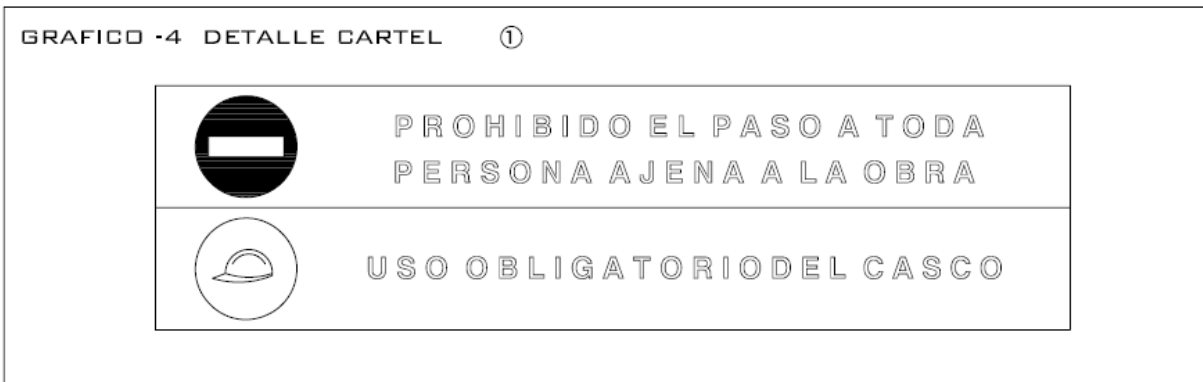 GRAFICO -4 DETALLE CARTEL ①
PROHIBIDO EL PASO A TODA
PERSONA AJENA A LA OBRA
USO OBLIGATORIODEL CASCO